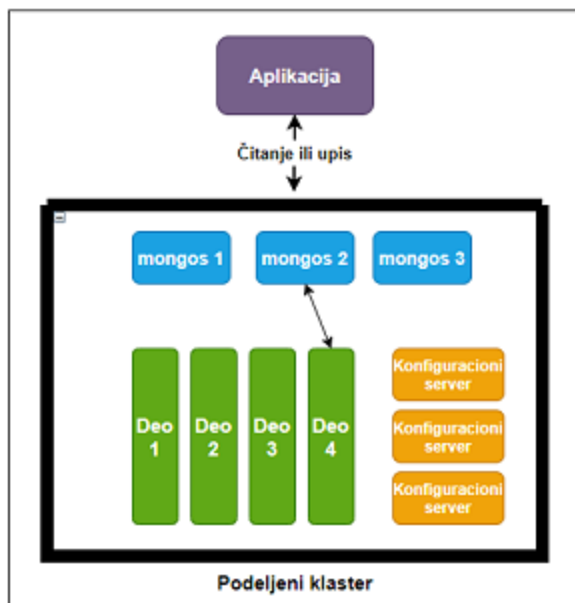 Aplikacija
Čitanje ili upis
mongos 1
mongos 2
mongos 3
Deo
1
Deo
2
Deo
3
Deo
4
Konfiguracioni
server
Konfiguracioni
server
Konfiguracioni
server
Podeljeni klaster